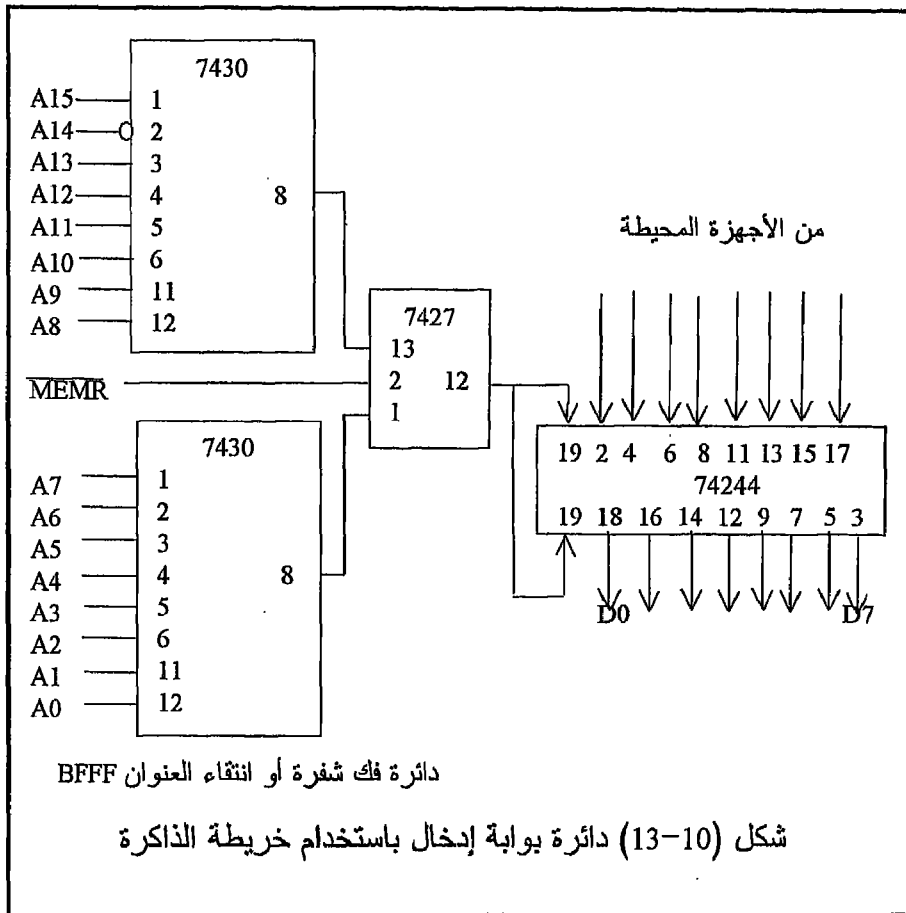 7430
A15 1
A14 2
A13 3
A12 4 8
A11 5
A10 6
A9 11
A8 12
من الأجهزة المحيطة
7427
13
MEMR 2 12
1
7430
A7 1
A6 2
A5 3
A4 4 8
A3 5
A2 6
A1 11
A0 12
19 2 4 6 8 11 13 15 17
74244
19 18 16 14 12 9 7 5 3
D0 D7
دائرة فك شفرة أو انتقاء العنوان BFFF
شكل (10-13) دائرة بوابة إدخال باستخدام خريطة الذاكرة